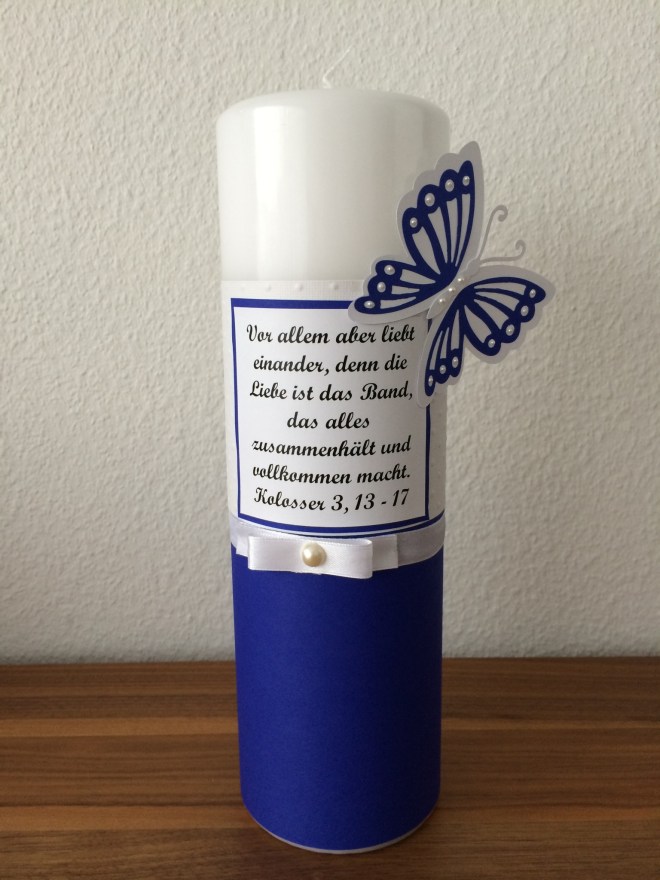 Vor allem aber liebt
einander, denn die
Liebe ist das Band,
das alles
zusammenhält und
vollkommen macht.
Kolosser 3, 13 - 17